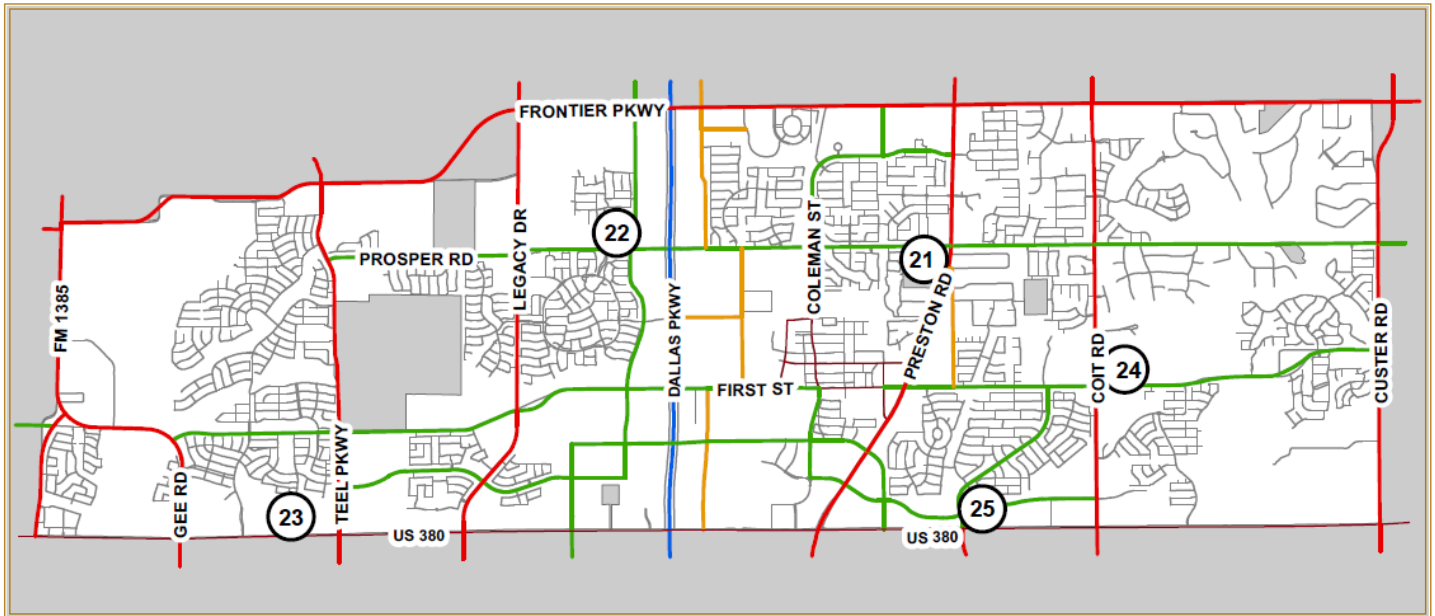 FRONTIER PKWY
22
21
PROSPER RD
LEGACY DR
COLEMAN ST
DALLAS PKWY
PRESTON RD
FM 1385
FIRST ST
COIT RD
24
CUSTER RD
TEEL PKWY
GEE RD
23
25
US 380
US 380